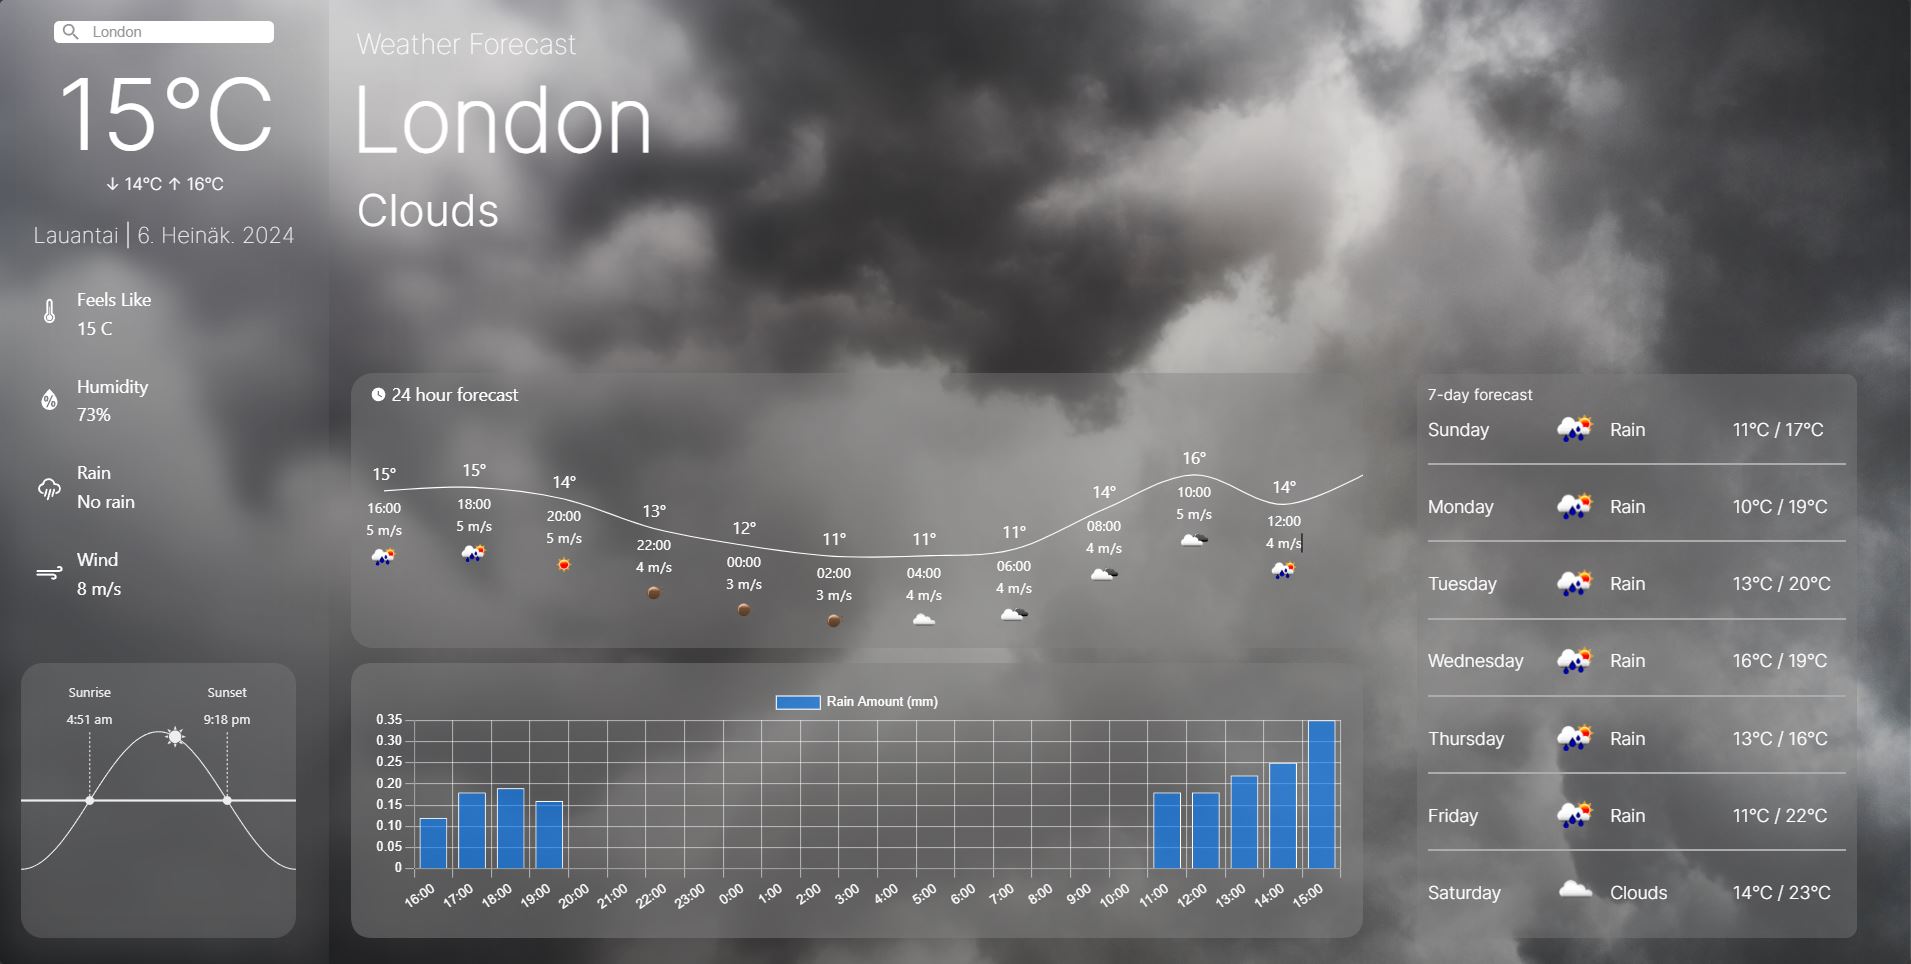 London
15°C
↓ 14°C ↑ 16°C
Lauantai | 6. Heinäk. 2024
Feels Like
15 C
Humidity
73%
Rain
No rain
Wind
8 m/s
Sunrise
4:51 am
Sunset
9:18 pm
Weather Forecast
London
Clouds
24 hour forecast
15°
16:00
5 m/s
15°
18:00
5 m/s
14°
20:00
5 m/s
13°
22:00
4 m/s
12°
00:00
3 m/s
11°
02:00
3 m/s
11°
04:00
4 m/s
11°
06:00
4 m/s
14°
08:00
4 m/s
16°
10:00
5 m/s
14°
12:00
4 m/s
Rain Amount (mm)
0.35
0.30
0.25
0.20
0.15
0.10
0.05
0
16:00 17:00 18:00 19:00 20:00 21:00 22:00 23:00 0:00 1:00 2:00 3:00 4:00 5:00 6:00 7:00 8:00 9:00 10:00 11:00 12:00 13:00 14:00 15:00
7-day forecast
Sunday Rain 11°C / 17°C
Monday Rain 10°C / 19°C
Tuesday Rain 13°C / 20°C
Wednesday Rain 16°C / 19°C
Thursday Rain 13°C / 16°C
Friday Rain 11°C / 22°C
Saturday Clouds 14°C / 23°C